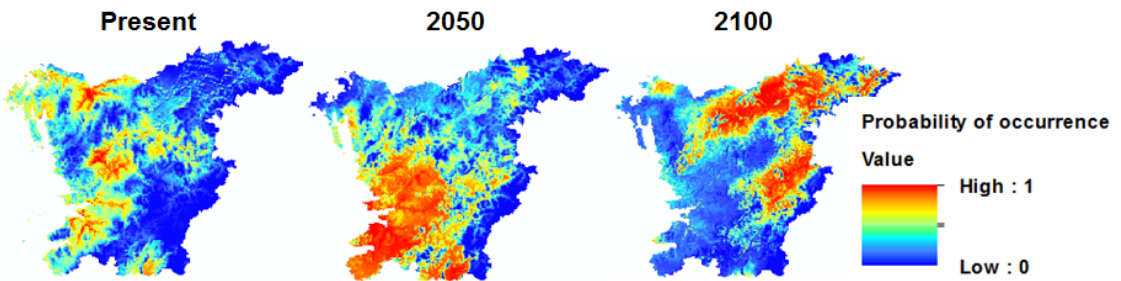 Present 2050 2100
Probability of occurrence
Value
High : 1
Low : 0